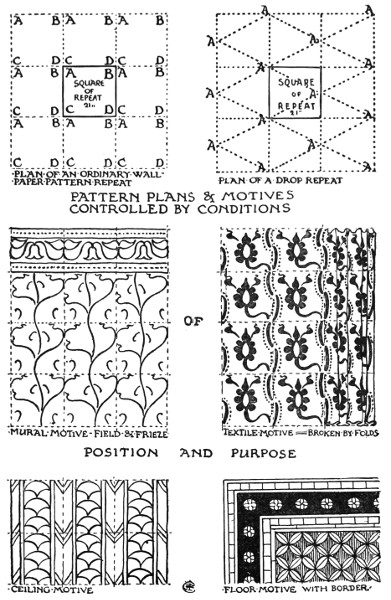 A B A B A B
C D C D C D
A B A B A B
SQUARE
OF
REPEAT
21..
C D C D C D
A B A B A B
C D C D C D
PLAN·OF·AN·ORDINARY·WALL·
PAPER·PATTERN·REPEAT
A A
A A
A A
SQUARE
OF
REPEAT
21"
A A
A A
A A
A A
PLAN OF A DROP REPEAT
PATTERN PLANS & MOTIVES
CONTROLLED BY CONDITIONS
OF
MURAL·MOTIVE·FIELD·&·FRIEZE
TEXTILE·MOTIVE=BROKEN·BY·FOLDS
POSITION AND PURPOSE
CEILING·MOTIVE
FLOOR·MOTIVE WITH BORDER·